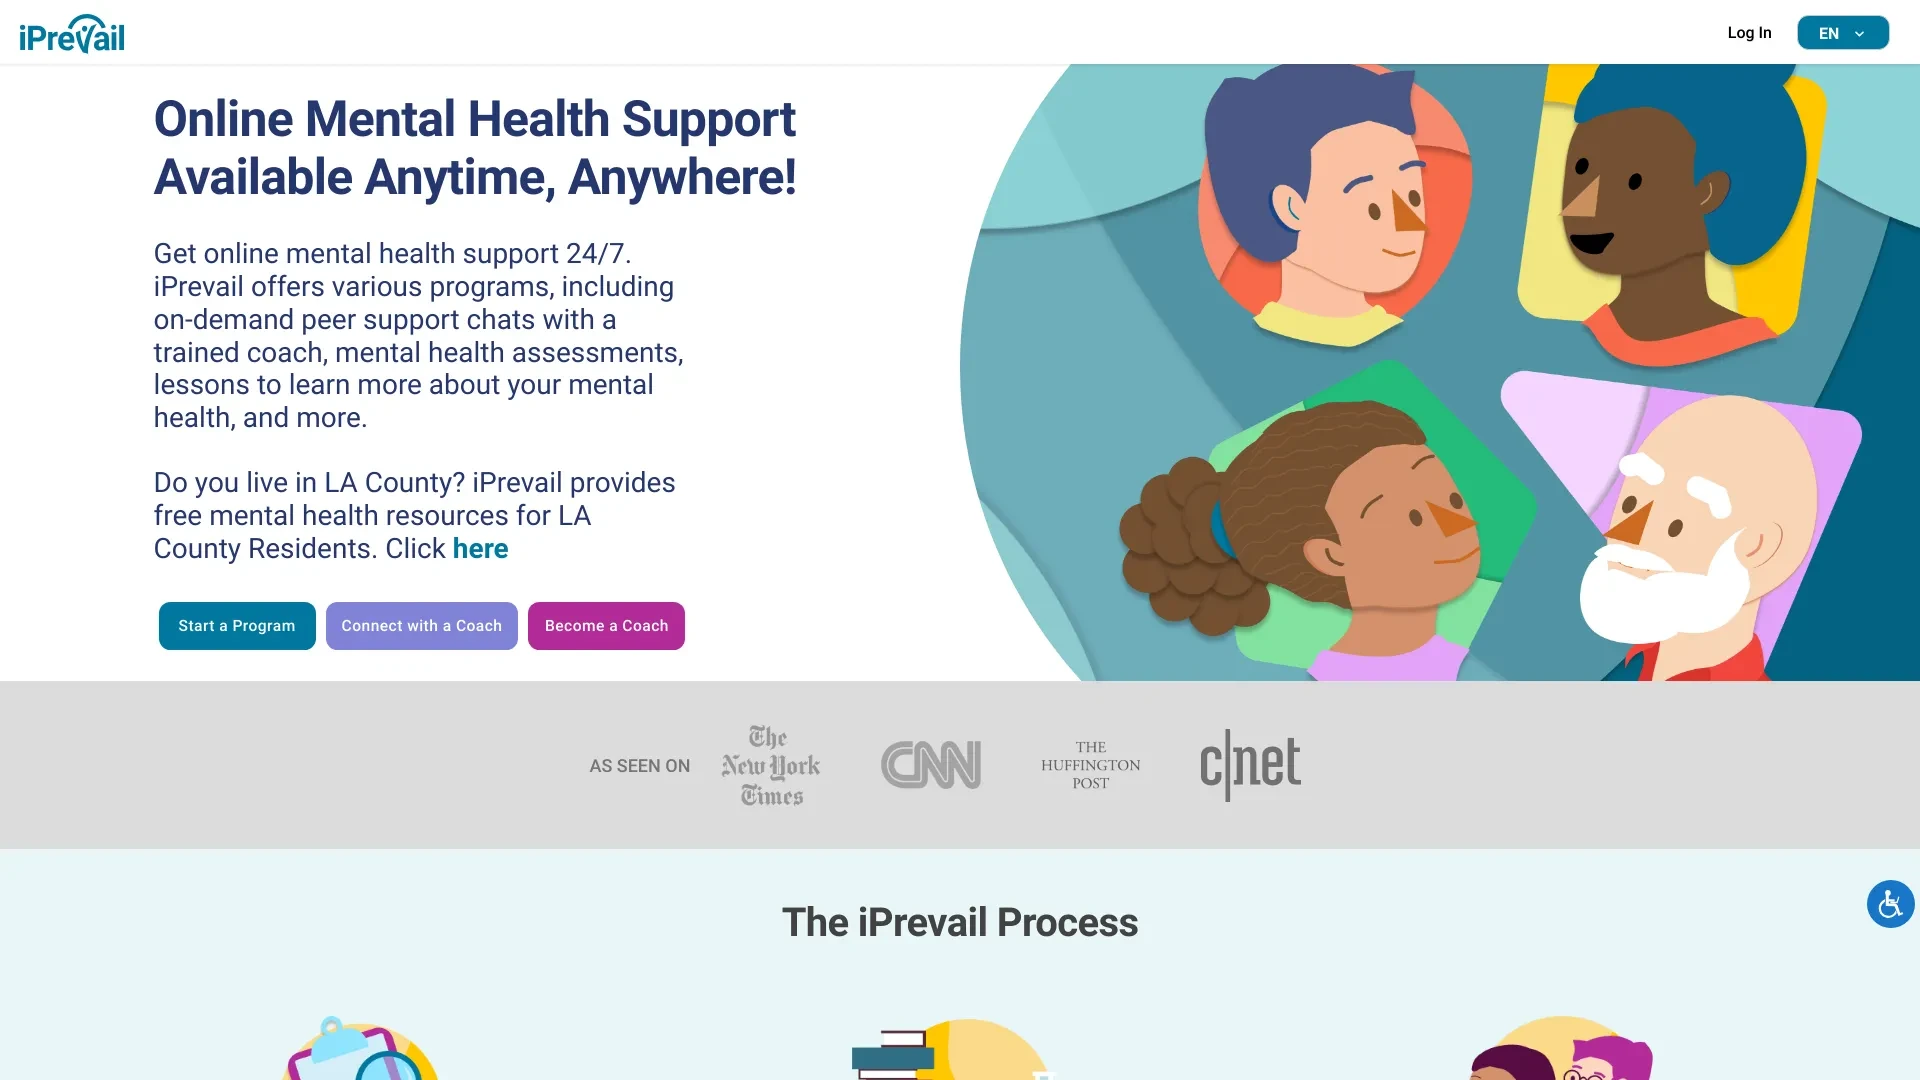 iPrevail
Log In
EN
Online Mental Health Support
Available Anytime, Anywhere!
Get online mental health support 24/7.
iPrevail offers various programs, including
on-demand peer support chats with a
trained coach, mental health assessments,
lessons to learn more about your mental
health, and more.
Do you live in LA County? iPrevail provides
free mental health resources for LA
County Residents. Click here
Start a Program
Connect with a Coach
Become a Coach
AS SEEN ON
The
New York
Times
CNN
THE
HUFFINGTON
POST
c|net
The iPrevail Process